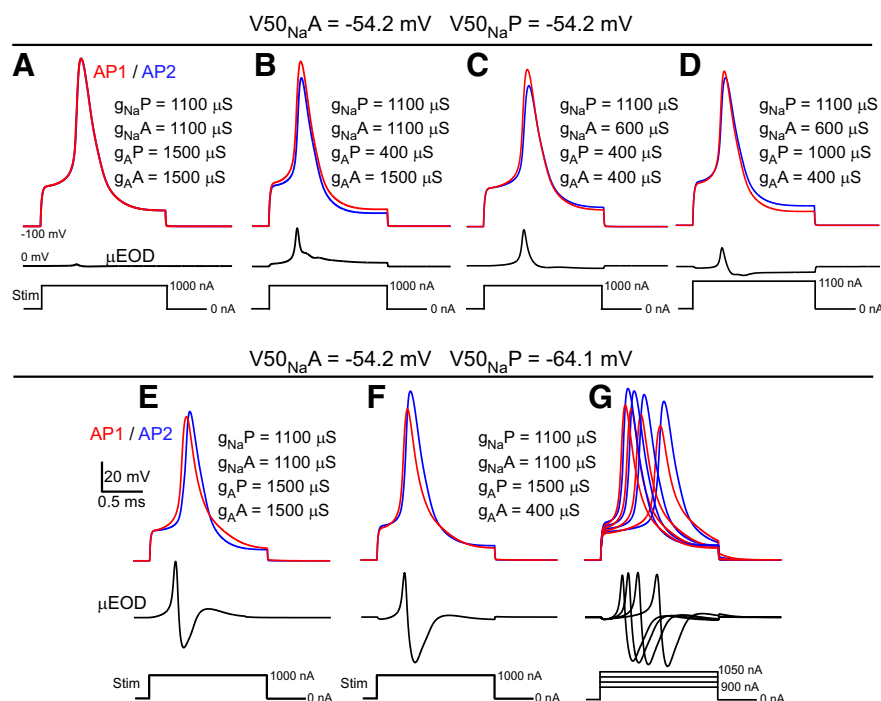 V50NaA = -54.2 mV V50NaP = -54.2 mV
A
AP1 / AP2
gNaP = 1100 µS
gNaA = 1100 µS
gAP = 1500 µS
gAA = 1500 µS
-100 mV
0 mV
µEOD
Stim
1000 nA
0 nA
B
gNaP = 1100 µS
gNaA = 1100 µS
gAP = 400 µS
gAA = 1500 µS
1000 nA
0 nA
C
gNaP = 1100 µS
gNaA = 600 µS
gAP = 400 µS
gAA = 400 µS
1000 nA
0 nA
D
gNaP = 1100 µS
gNaA = 600 µS
gAP = 1000 µS
gAA = 400 µS
1100 nA
0 nA
V50NaA = -54.2 mV V50NaP = -64.1 mV
E
AP1 / AP2
gNaP = 1100 µS
gNaA = 1100 µS
gAP = 1500 µS
gAA = 1500 µS
20 mV
0.5 ms
µEOD
Stim
1000 nA
0 nA
F
gNaP = 1100 µS
gNaA = 1100 µS
gAP = 1500 µS
gAA = 400 µS
Stim
1000 nA
0 nA
G
µEOD
1050 nA
900 nA
0 nA